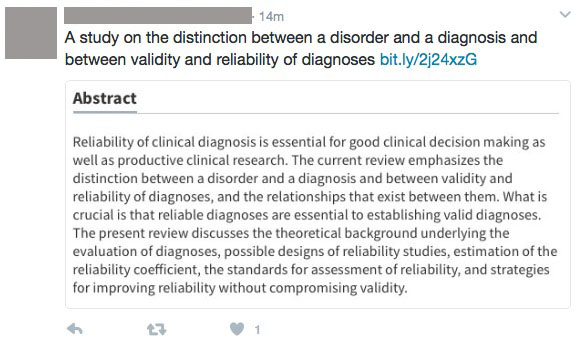 14m
A study on the distinction between a disorder and a diagnosis and
between validity and reliability of diagnoses bit.ly/2j24xzG
Abstract
Reliability of clinical diagnosis is essential for good clinical decision making as
well as productive clinical research. The current review emphasizes the
distinction between a disorder and a diagnosis and between validity and
reliability of diagnoses, and the relationships that exist between them. What is
crucial is that reliable diagnoses are essential to establishing valid diagnoses.
The present review discusses the theoretical background underlying the
evaluation of diagnoses, possible designs of reliability studies, estimation of the
reliability coefficient, the standards for assessment of reliability, and strategies
for improving reliability without compromising validity.
1